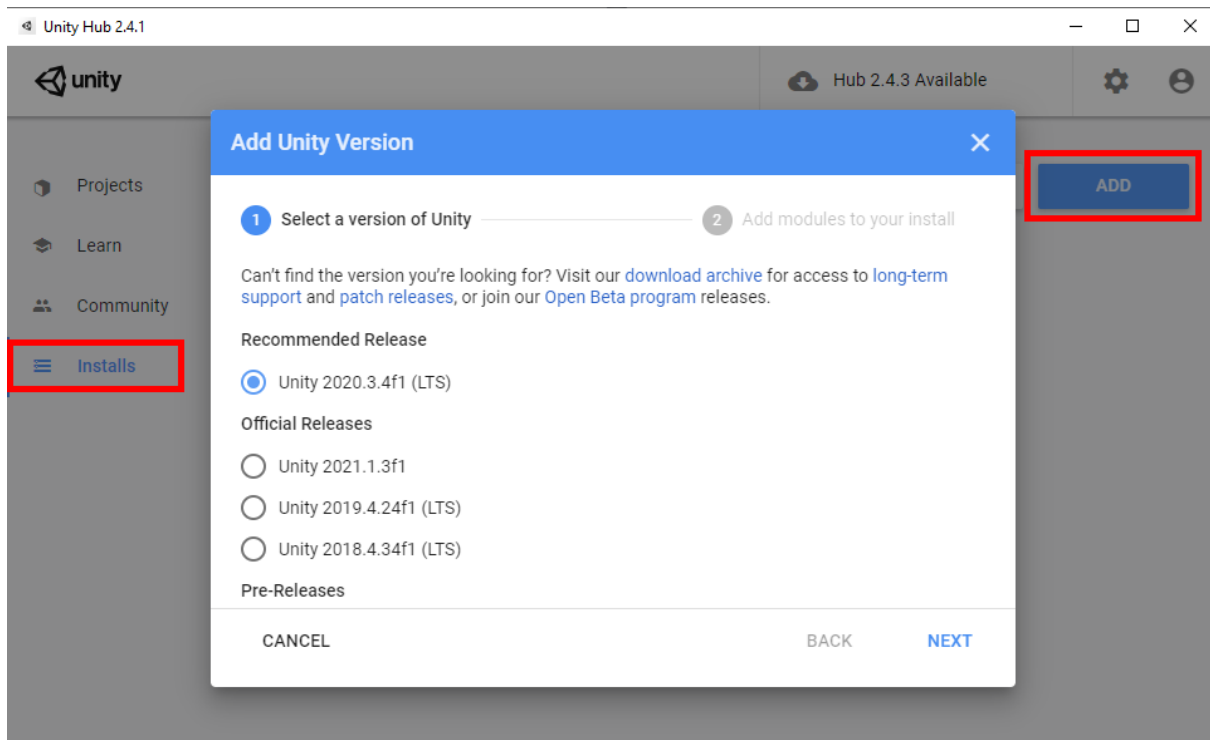 Unity Hub 2.4.1
unity
Hub 2.4.3 Available
Projects
Learn
Community
Installs
ADD
Add Unity Version
1 Select a version of Unity
2 Add modules to your install
Can't find the version you're looking for? Visit our download archive for access to long-term
support and patch releases, or join our Open Beta program releases.
Recommended Release
Unity 2020.3.4f1 (LTS)
Official Releases
Unity 2021.1.3f1
Unity 2019.4.24f1 (LTS)
Unity 2018.4.34f1 (LTS)
Pre-Releases
CANCEL
BACK
NEXT